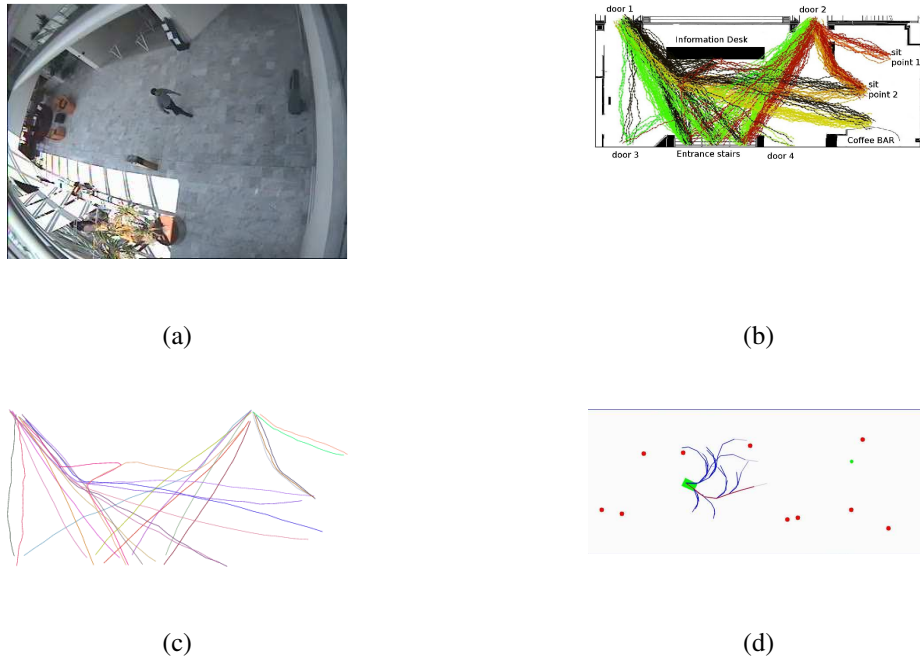 door 1
door 2
Information Desk
sit
point 1
sit
point 2
Coffee BAR
door 3
Entrance stairs
door 4
(a)
(b)
(c)
(d)